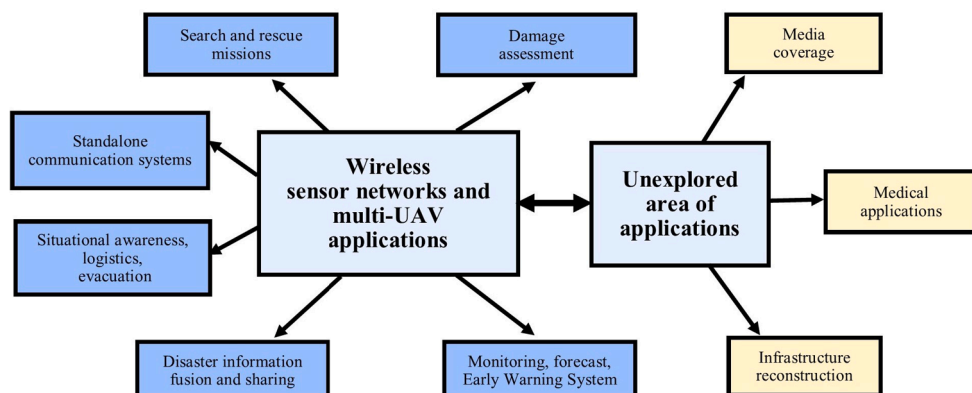 Search and rescue
missions
Damage
assessment
Media
coverage
Standalone
communication systems
Wireless
sensor networks and
multi-UAV
applications
Unexplored
area of
applications
Medical
applications
Situational awareness,
logistics,
evacuation
Disaster information
fusion and sharing
Monitoring, forecast,
Early Warning System
Infrastructure
reconstruction